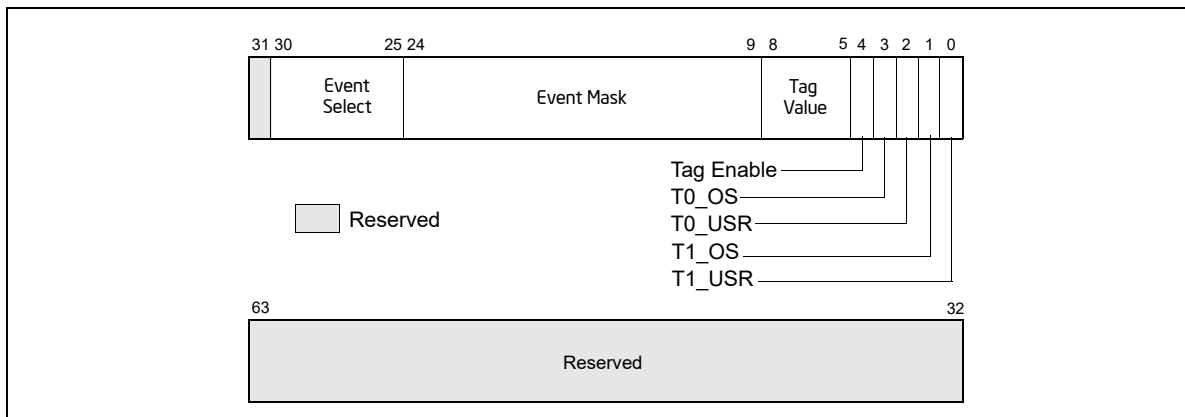 31 30 25 24 9 8 5 4 3 2 1 0
Event Select
Event Mask
Tag Value
Tag Enable
T0_OS
T0_USR
T1_OS
T1_USR
Reserved
63 32
Reserved